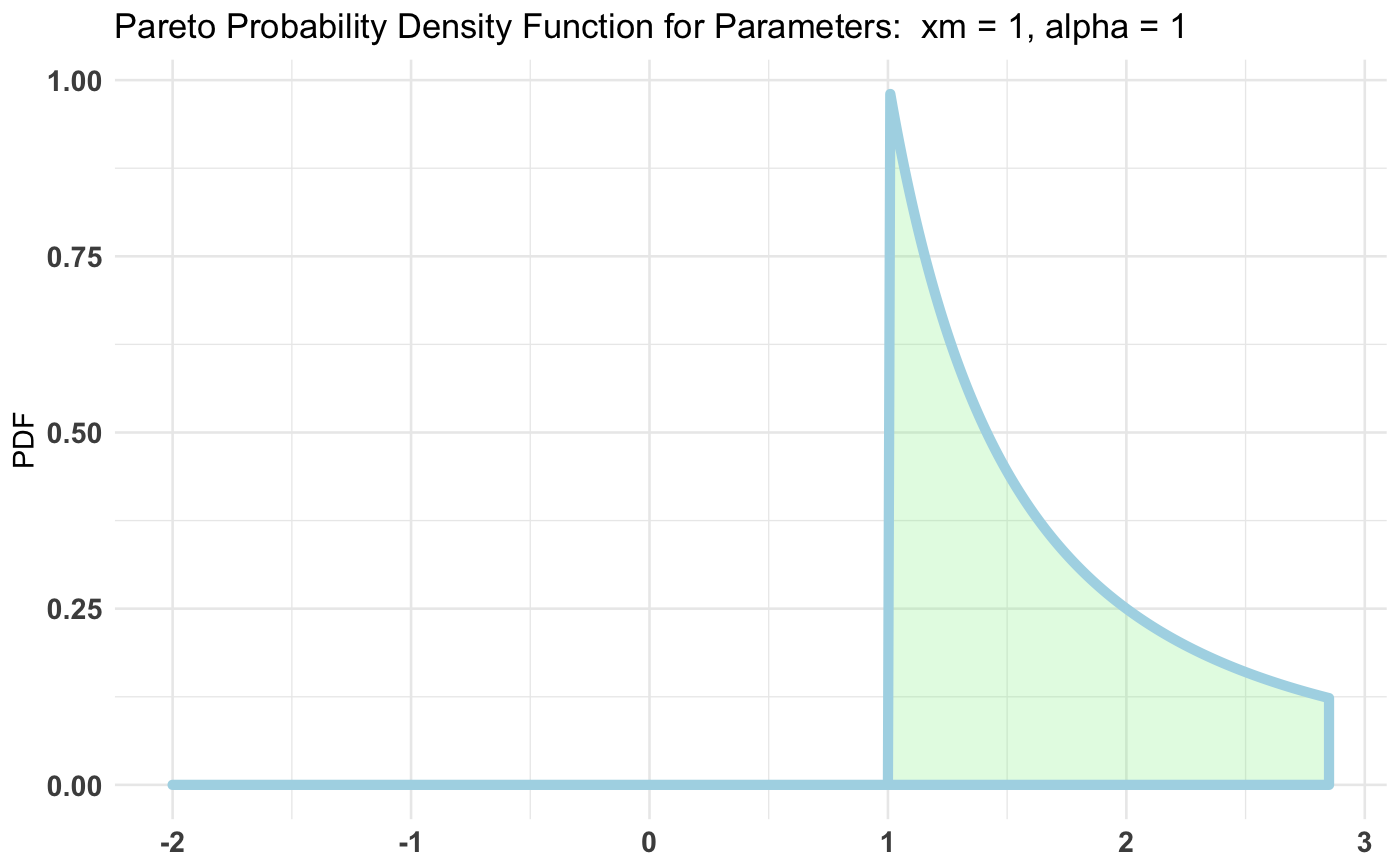 Pareto Probability Density Function for Parameters:  xm = 1, alpha = 1
1.00
0.75
0.50
0.25
0.00
PDF
-2 -1 0 1 2 3